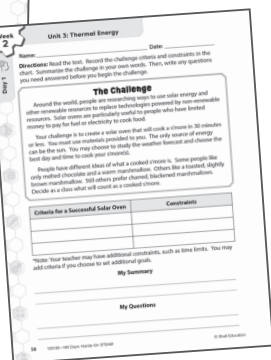 Week
2
Day 1
Unit 3: Thermal Energy
Name: Date:
Directions: Read the text. Record the challenge criteria and constraints in the
chart. Summarize the challenge in your own words. Then, write any questions
you need answered before you begin the challenge.
The Challenge
Around the world, people are researching ways to use solar energy and
other renewable resources to replace technologies powered by non-renewable
resources. Solar ovens are particularly useful to people who have limited
money to pay for fuel or electricity to cook food.
Your challenge is to create a solar oven that will cook a s'more in 30 minutes
or less. You must use materials provided to you. The only source of energy
can be the sun. You may choose to study the weather forecast and choose the
best day and time to cook your s'more(s).
People have different ideas of what a cooked s'more is. Some people like
only melted chocolate and a warm marshmallow. Others like a toasted, slightly
brown marshmallow. Still others prefer charred, blackened marshmallows.
Decide as a class what will count as a cooked s'more.
Criteria for a Successful Solar Oven Constraints
*Note: Your teacher may have additional constraints, such as time limits. You may
add criteria if you choose to set additional goals.
My Summary
My Questions
© Shell Education